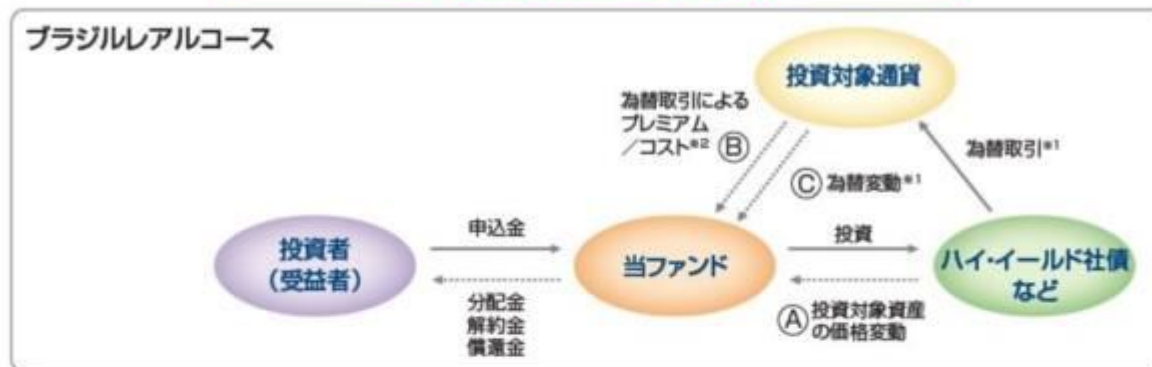 ブラジルレアルコース
投資対象通貨
為替取引による
プレミアム
/コスト※2 Ⓑ
為替取引※1
Ⓒ 為替変動※1
投資者
(受益者)
申込金
分配金
解約金
償還金
当ファンド
投資
Ⓐ 投資対象資産
の価格変動
ハイ・イールド社債
など